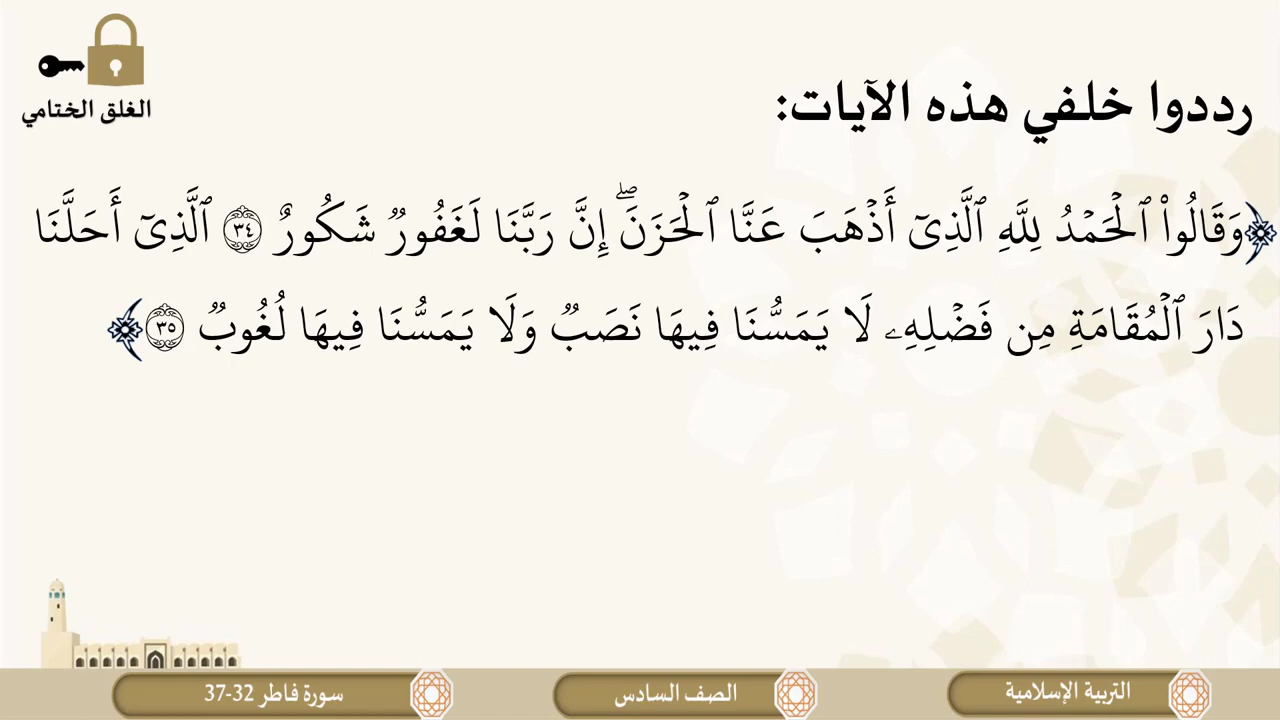 الغلق الختامي
رددوا خلفي هذه الآيات:
﴿وَقَالُوا۟ ٱلْحَمْدُ لِلَّهِ ٱلَّذِىٓ أَذْهَبَ عَنَّا ٱلْحَزَنَ ۖ إِنَّ رَبَّنَا لَغَفُورٌ شَكُورٌ ٣٤ ٱلَّذِىٓ أَحَلَّنَا
دَارَ ٱلْمُقَامَةِ مِن فَضْلِهِۦ لَا يَمَسُّنَا فِيهَا نَصَبٌ وَلَا يَمَسُّنَا فِيهَا لُغُوبٌ ٣٥﴾
التربية الإسلامية
الصف السادس
سورة فاطر 32-37